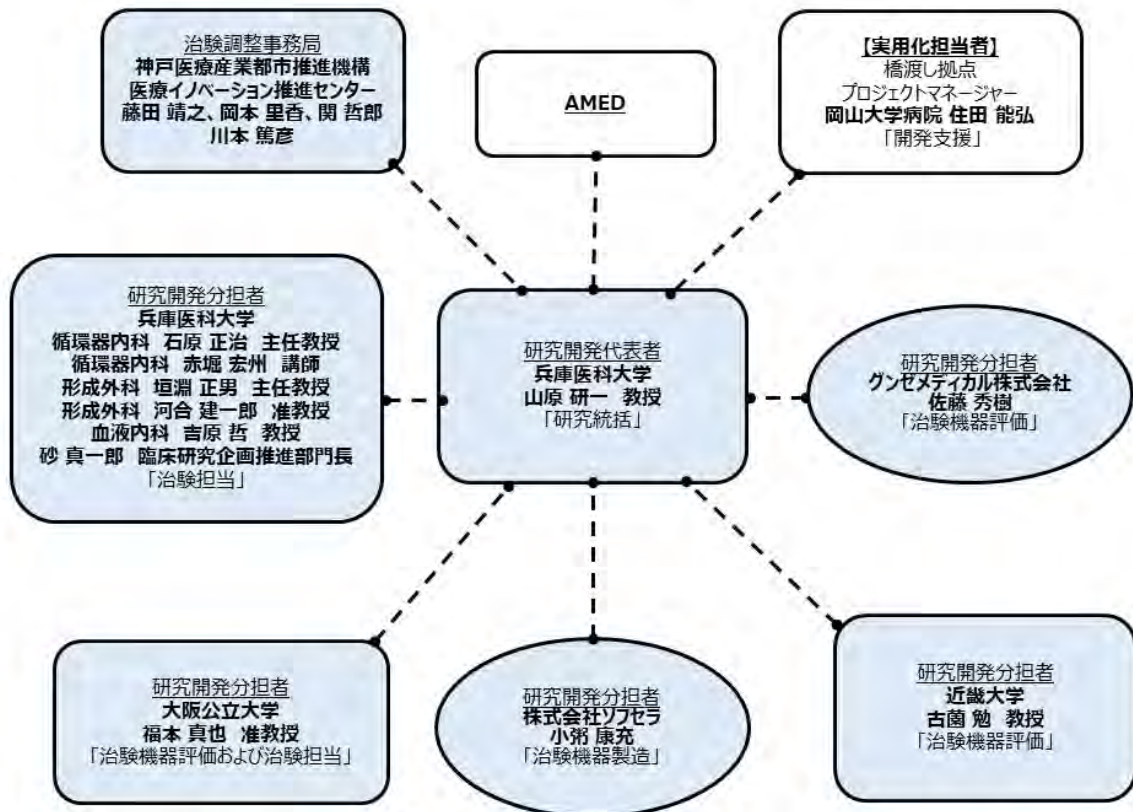 治験調整事務局
神戸医療産業都市推進機構
医療イノベーション推進センター
藤田 靖之、岡本 里香、関 哲郎
川本 篤彦
AMED
【実用化担当者】
橋渡し拠点
プロジェクトマネージャー
岡山大学病院 住田 能弘
「開発支援」
研究開発分担者
兵庫医科大学
循環器内科 石原 正治 主任教授
循環器内科 赤堀 宏州 講師
形成外科 垣淵 正男 主任教授
形成外科 河合 建一郎 准教授
血液内科 吉原 哲 教授
砂 真一郎 臨床研究企画推進部門長
「治験担当」
研究開発代表者
兵庫医科大学
山原 研一 教授
「研究統括」
研究開発分担者
グンゼメディカル株式会社
佐藤 秀樹
「治験機器評価」
研究開発分担者
大阪公立大学
福本 真也 准教授
「治験機器評価および治験担当」
研究開発分担者
株式会社ソフセラ
小粥 康充
「治験機器製造」
研究開発分担者
近畿大学
古薗 勉 教授
「治験機器評価」